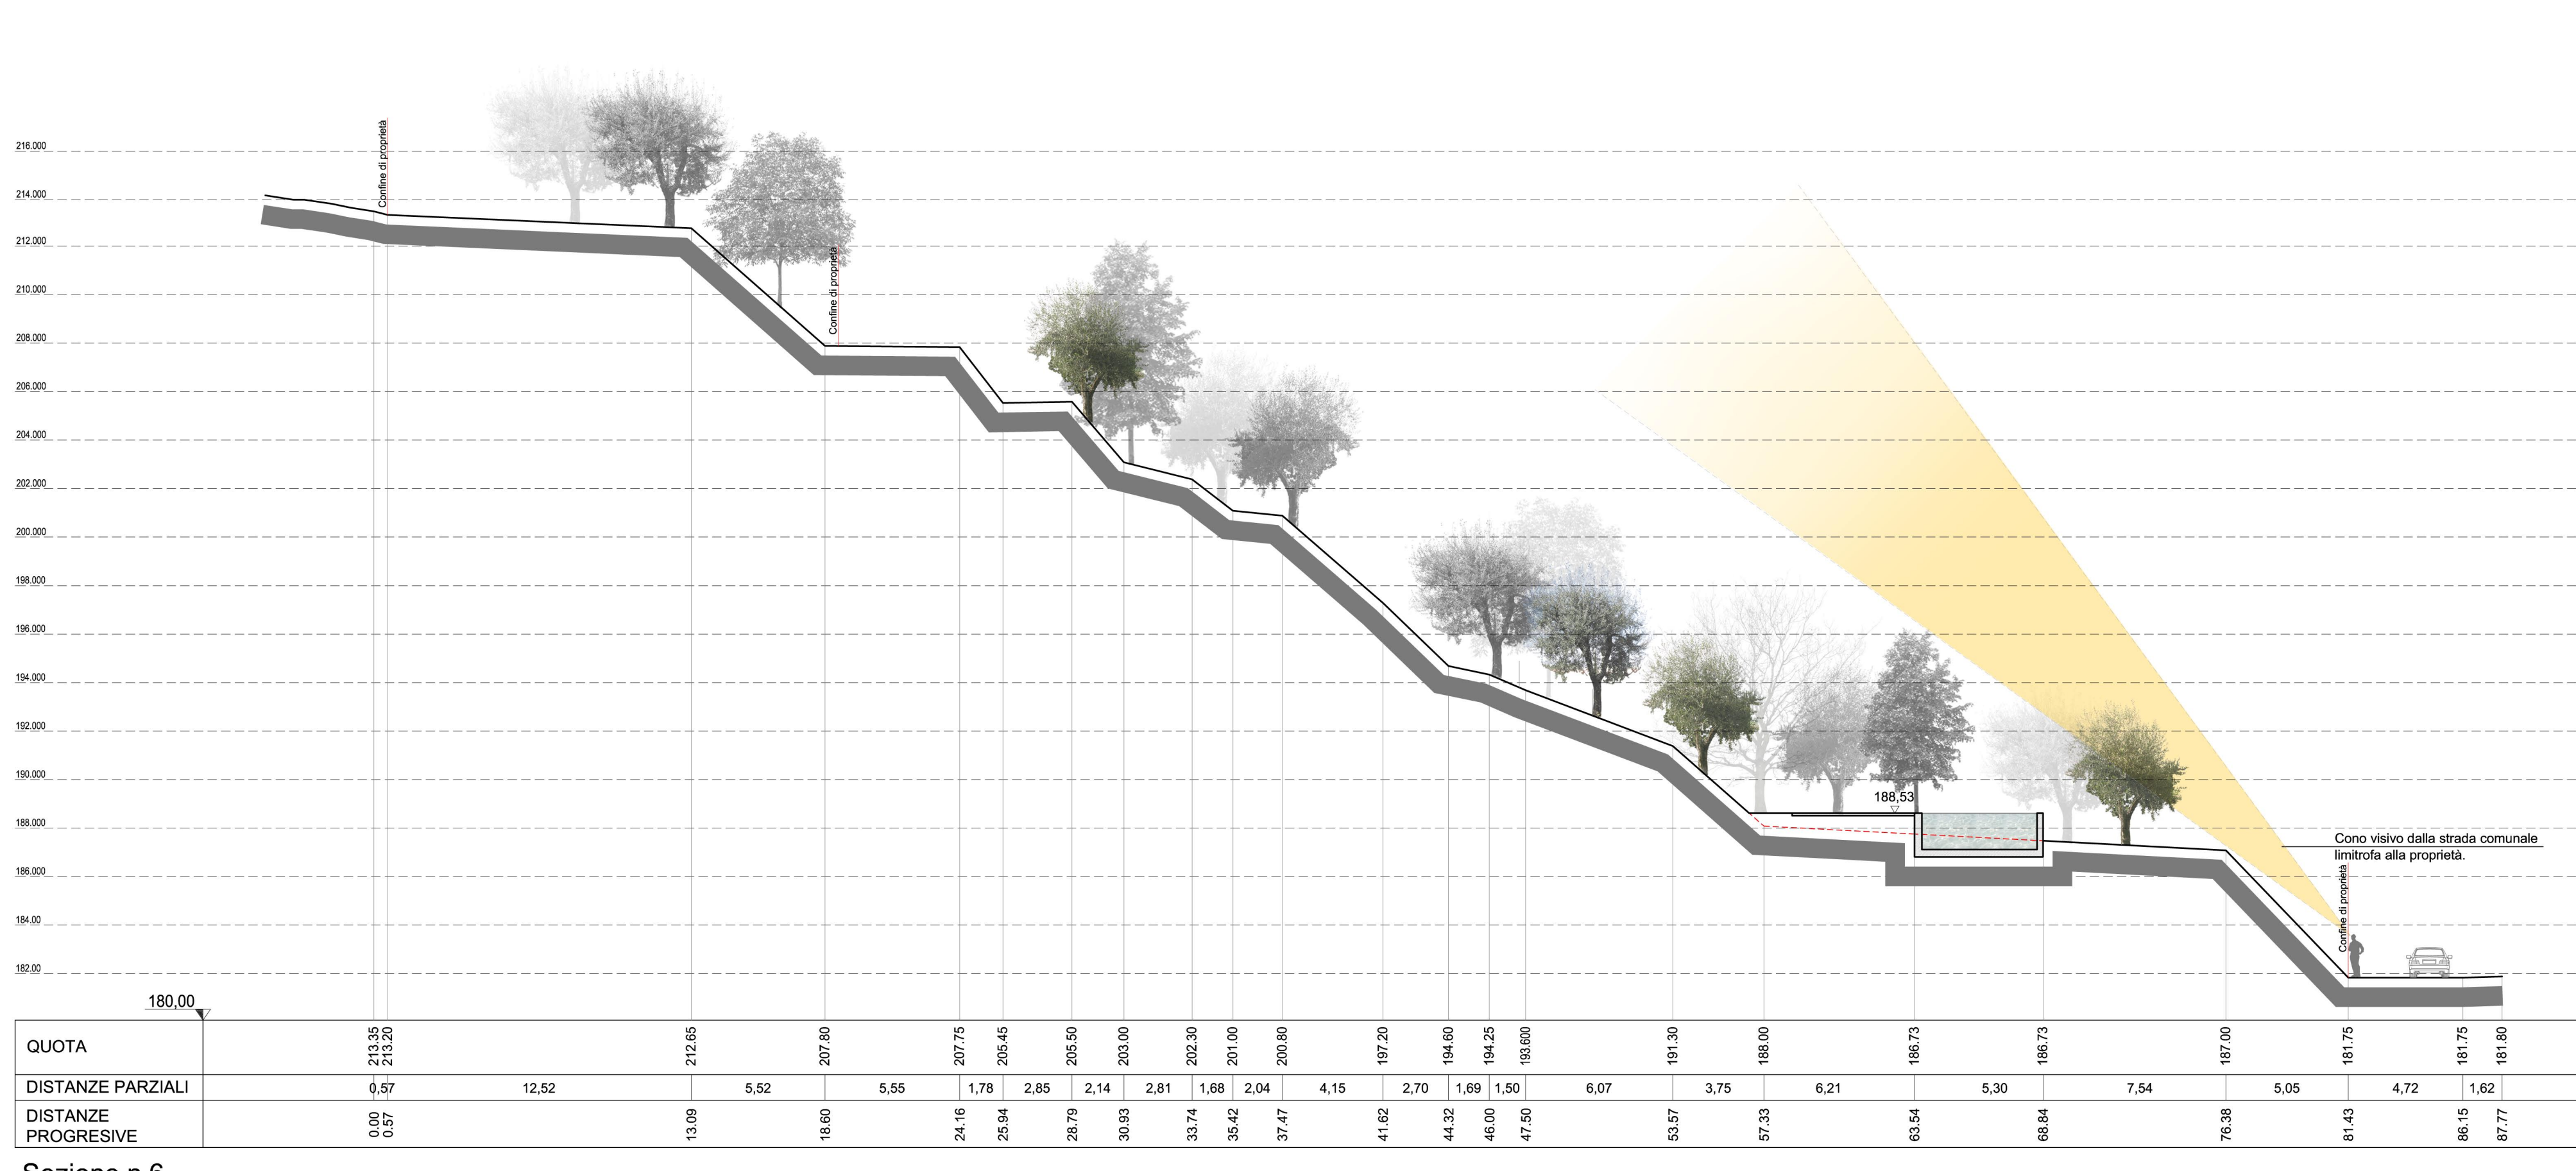 216.000
Confine di proprietà
214.000
212.000
Confine di proprietà
210.000
208.000
206.000
204.000
202.000
200.000
198.000
196.000
194.000
192.000
190.000
188,53
188.000
Cono visivo dalla strada comunale
limitrofa alla proprietà.
186.000
Confine di proprietà
184.00
182.00
180,00
QUOTA 213.35 213.20 212.65 207.80 207.75 205.45 205.50 203.00 202.30 201.00 200.80 197.20 194.60 194.25 193.600 191.30 188.00 186.73 186.73 187.00 181.75 181.75 181.80
DISTANZE PARZIALI 0,57 12,52 5,52 5,55 1,78 2,85 2,14 2,81 1,68 2,04 4,15 2,70 1,69 1,50 6,07 3,75 6,21 5,30 7,54 5,05 4,72 1,62
DISTANZE
PROGRESIVE 0.00 0.57 13.09 18.60 24.16 25.94 28.79 30.93 33.74 35.42 37.47 41.62 44.32 46.00 47.50 53.57 57.33 63.54 68.84 76.38 81.43 86.15 87.77
Sezione n.6